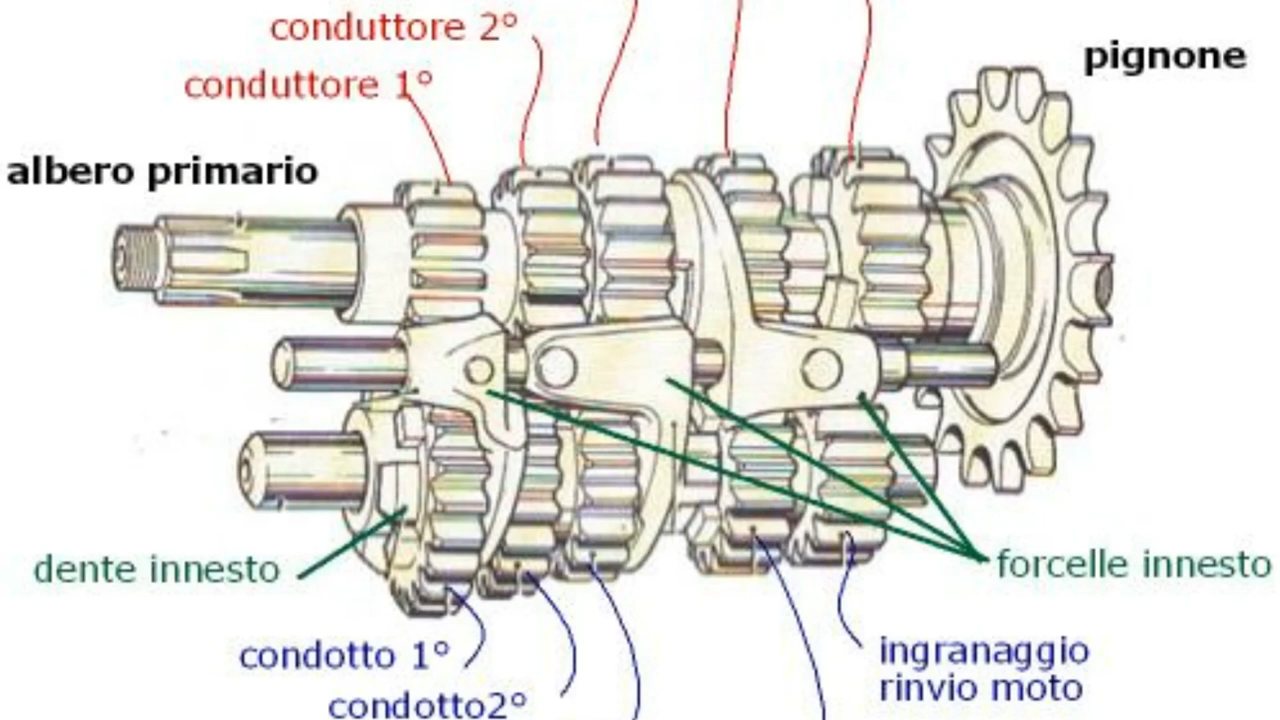 conduttore 2°
pignone
conduttore 1°
albero primario
dente innesto
forcelle innesto
condotto 1°
ingranaggio
rinvio moto
condotto2°